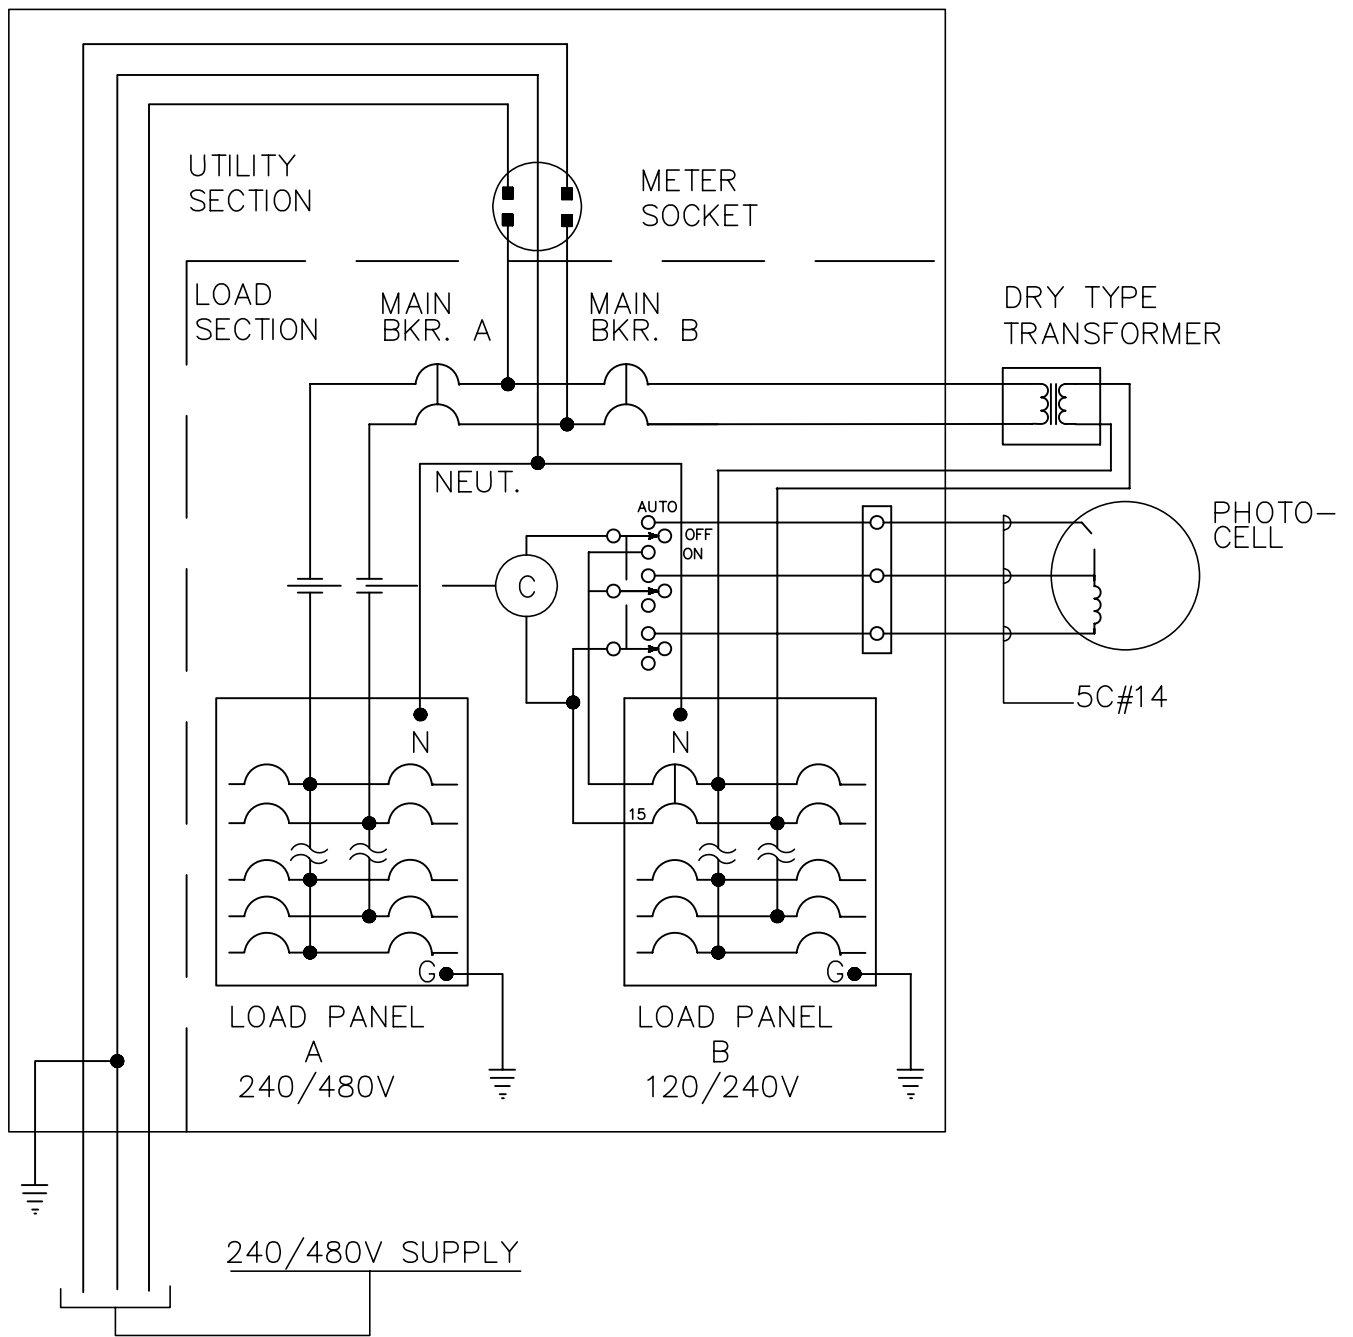 UTILITY
SECTION
METER
SOCKET
LOAD
SECTION
MAIN
BKR. A
MAIN
BKR. B
DRY TYPE
TRANSFORMER
NEUT.
AUTO
OFF
ON
PHOTO-
CELL
C
5C#14
N
N
15
G
G
LOAD PANEL
A
240/480V
LOAD PANEL
B
120/240V
240/480V SUPPLY